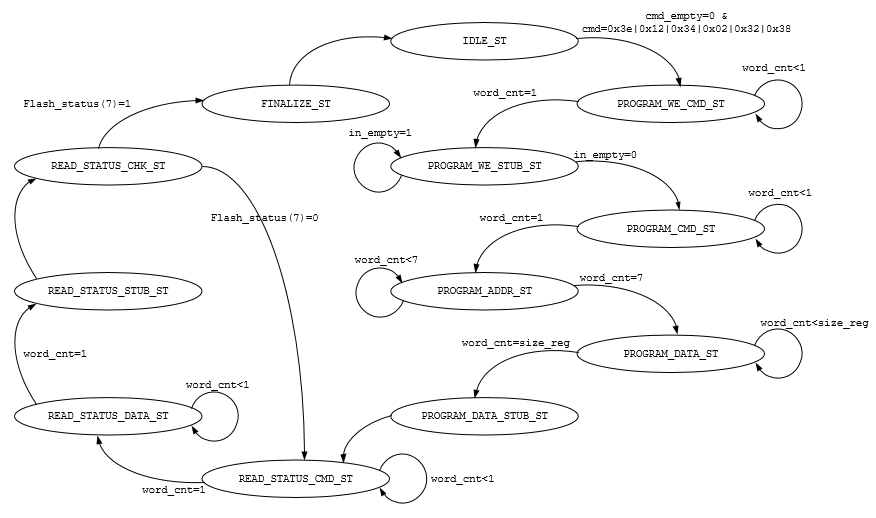 cmd_empty=0 &
cmd=0x3e|0x12|0x34|0x02|0x32|0x38
IDLE_ST
word_cnt<1
word_cnt=1
Flash_status(7)=1
FINALIZE_ST
PROGRAM_WE_CMD_ST
in_empty=1
in_empty=0
READ_STATUS_CHK_ST
PROGRAM_WE_STUB_ST
word_cnt<1
Flash_status(7)=0
word_cnt=1
PROGRAM_CMD_ST
word_cnt<7
word_cnt=7
READ_STATUS_STUB_ST
PROGRAM_ADDR_ST
word_cnt<size_reg
word_cnt=size_reg
word_cnt=1
PROGRAM_DATA_ST
word_cnt<1
READ_STATUS_DATA_ST
PROGRAM_DATA_STUB_ST
READ_STATUS_CMD_ST
word_cnt<1
word_cnt=1